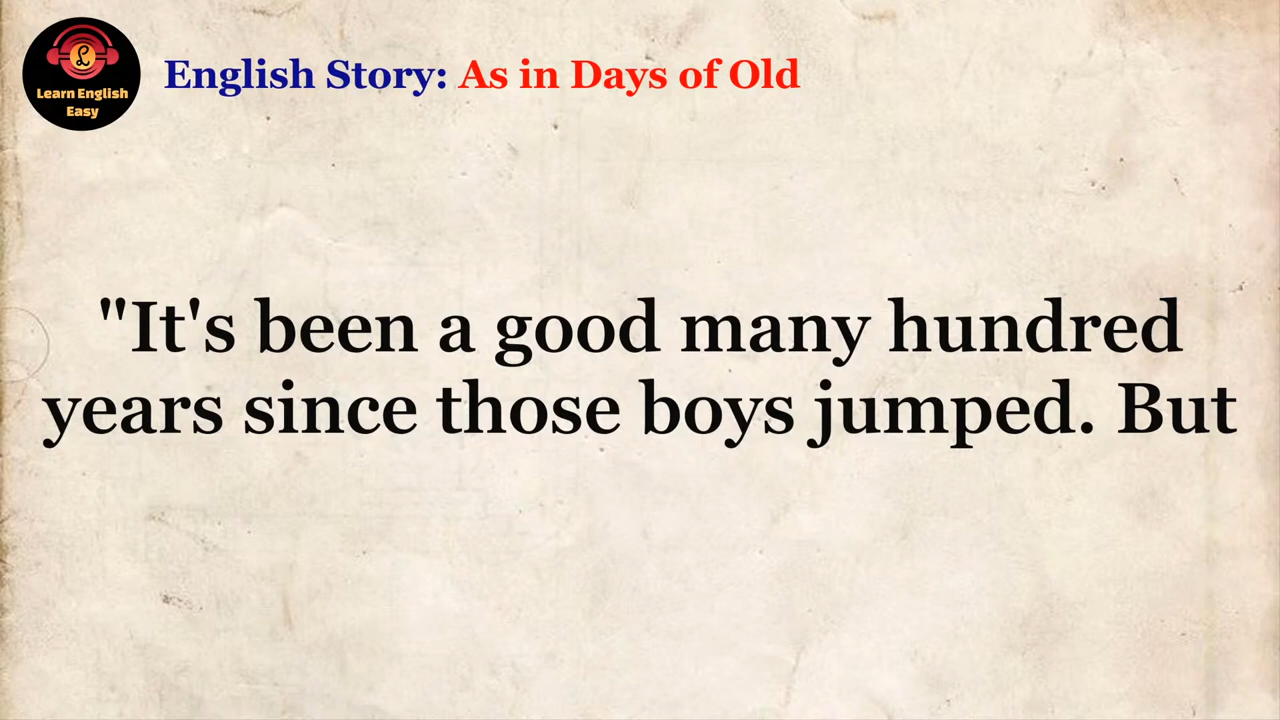 Learn English
Easy
English Story: As in Days of Old
"It's been a good many hundred
years since those boys jumped. But